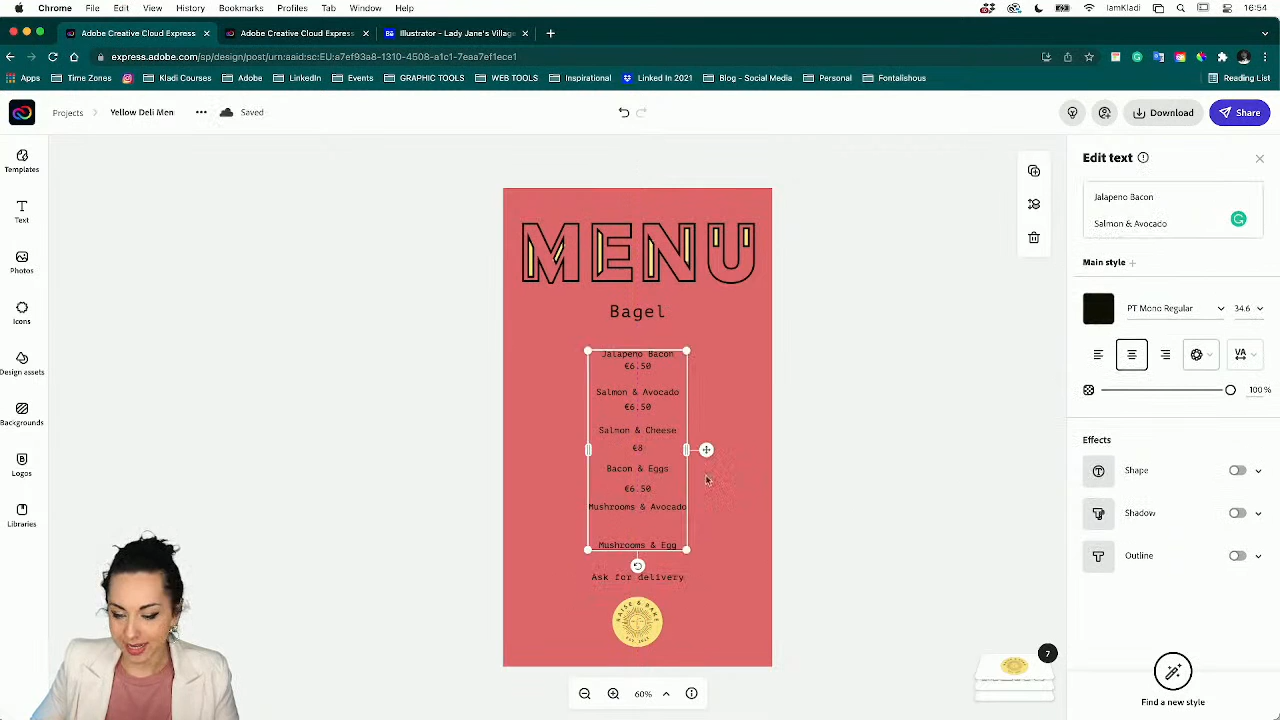 Chrome File Edit View History Bookmarks Profiles Tab Window Help 16:54 IamKladi
Adobe Creative Cloud Express × Adobe Creative Cloud Express × Illustrator - Lady Jane's Village × +
express.adobe.com/sp/design/post/urn:aaid:sc:EU:a7ef93a8-1310-4508-a1c1-7eaa7ef1ece1
Apps Time Zones Kladi Courses Adobe LinkedIn Events GRAPHIC TOOLS WEB TOOLS Inspirational Linked In 2021 Blog - Social Media Personal Fontalishous Reading List
Projects Yellow Deli Men Saved Download Share
Templates
Text
Photos
Icons
Design assets
Backgrounds
Logos
Libraries
MENU
Bagel
Jalapeno Bacon
€6.50
Salmon & Avocado
€6.50
Salmon & Cheese
€8
Bacon & Eggs
€6.50
Mushrooms & Avocado
Mushrooms & Egg
Ask for delivery
60%
Edit text
Jalapeno Bacon
Salmon & Avocado
Main style +
PT Mono Regular 34.6
VA
100 %
Effects
Shape
Shadow
Outline
7
Find a new style